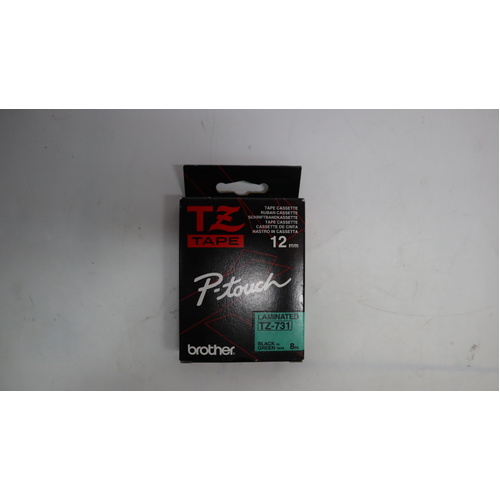 TZ
TAPE
TAPE CASSETTE
RUBAN CASSETTE
SCHRIFTBANDKASSETTE
TAPE CASSETTE
CASSETTE DE CINTA
NASTRO IN CASSETTA
12 mm
P-touch
LAMINATED
TZ-731
BLACK on
GREEN tape
8m
brother